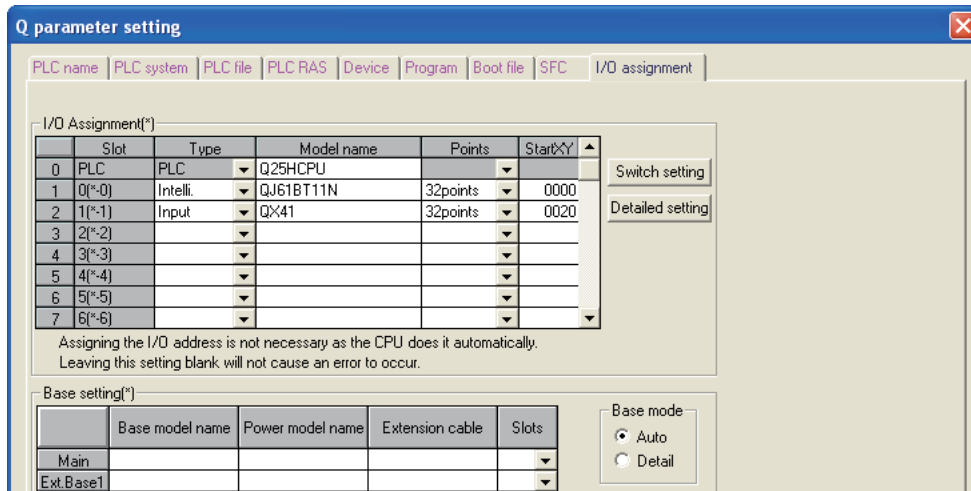 Q parameter setting
PLC name PLC system PLC file PLC RAS Device Program Boot file SFC I/O assignment
I/O Assignment(*)
Slot Type Model name Points StartXY
0 PLC PLC Q25HCPU
1 0(*-0) Intelli. QJ61BT11N 32points 0000
2 1(*-1) Input QX41 32points 0020
3 2(*-2)
4 3(*-3)
5 4(*-4)
6 5(*-5)
7 6(*-6)
Switch setting
Detailed setting
Assigning the I/O address is not necessary as the CPU does it automatically.
Leaving this setting blank will not cause an error to occur.
Base setting(*)
Base model name Power model name Extension cable Slots
Main
Ext.Base1
Base mode
Auto
Detail